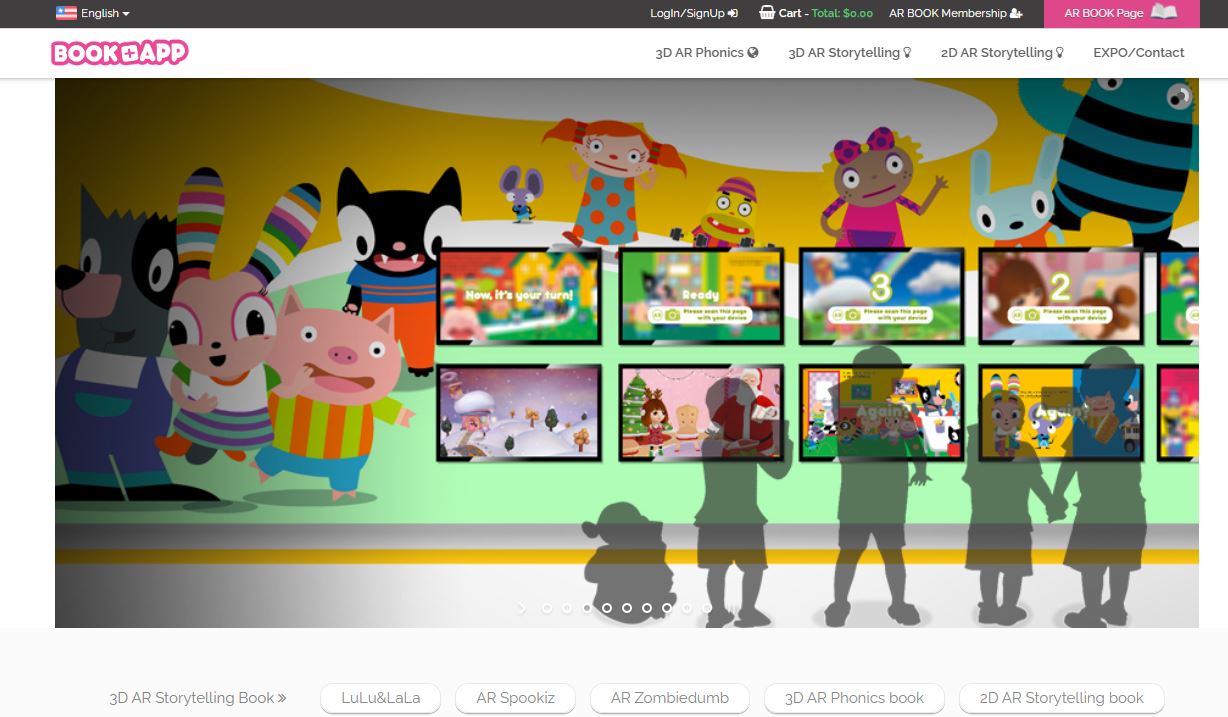 English
LogIn/SignUp
Cart - Total: $0.00
AR BOOK Membership
AR BOOK Page
BOOK+APP
3D AR Phonics
3D AR Storytelling
2D AR Storytelling
EXPO/Contact
Now, it's your turn!
Ready
AR Please scan this page
with your device
3
AR Please scan this page
with your device
2
AR Please scan this page
with your device
Again?
Again?
3D AR Storytelling Book »
LuLu&LaLa
AR Spookiz
AR Zombiedumb
3D AR Phonics book
2D AR Storytelling book